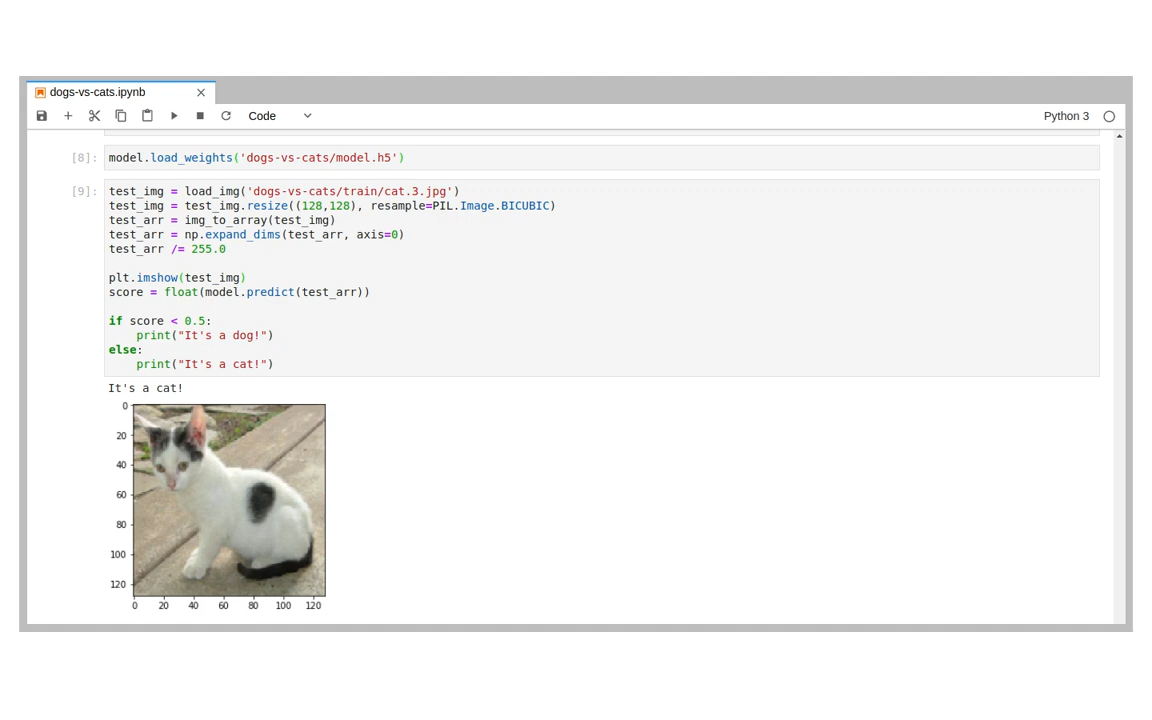 dogs-vs-cats.ipynb
Code
Python 3
[8]: model.load_weights('dogs-vs-cats/model.h5')
[9]: test_img = load_img('dogs-vs-cats/train/cat.3.jpg')
test_img = test_img.resize((128,128), resample=PIL.Image.BICUBIC)
test_arr = img_to_array(test_img)
test_arr = np.expand_dims(test_arr, axis=0)
test_arr /= 255.0
plt.imshow(test_img)
score = float(model.predict(test_arr))
if score < 0.5:
    print("It's a dog!")
else:
    print("It's a cat!")
It's a cat!
0
20
40
60
80
100
120
0 20 40 60 80 100 120